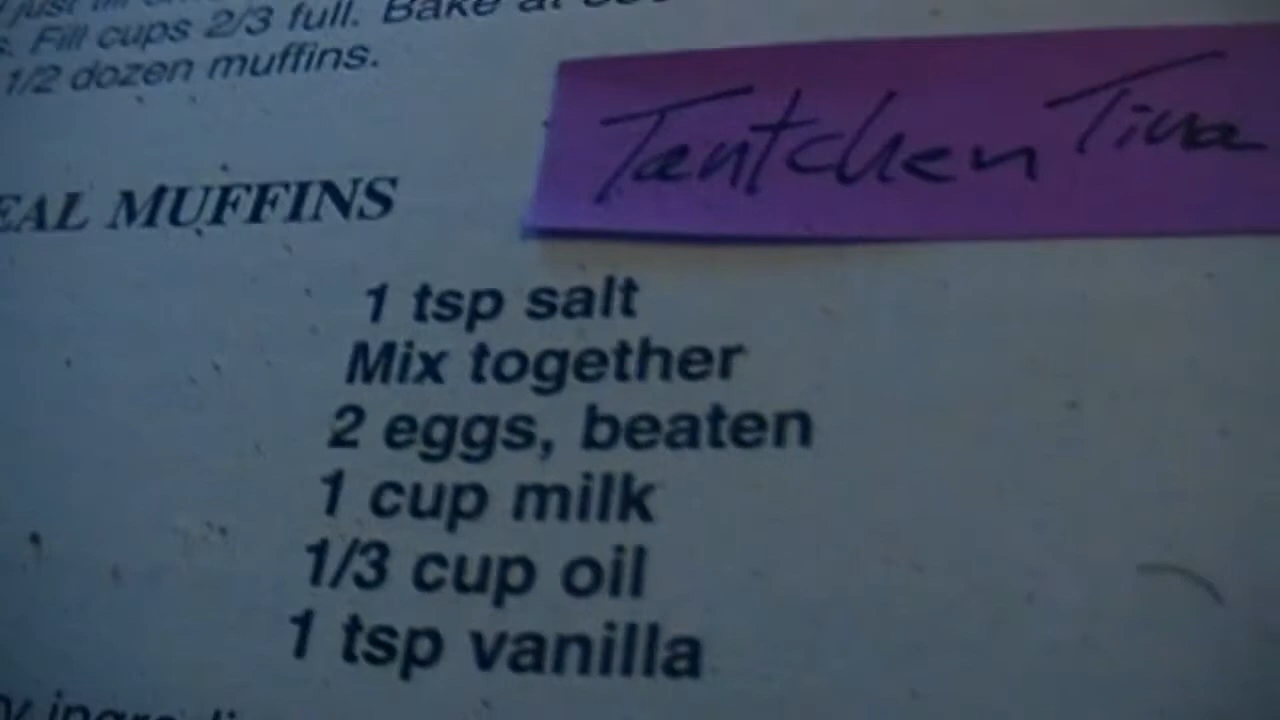 s. Fill cups 2/3 full. Bake at
1/2 dozen muffins.
Tantchen Tina
EAL MUFFINS
1 tsp salt
Mix together
2 eggs, beaten
1 cup milk
1/3 cup oil
1 tsp vanilla